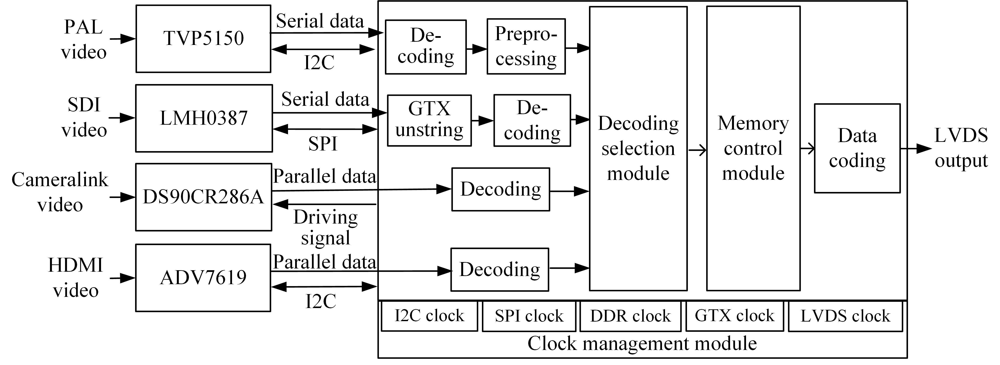 PAL
video
TVP5150
Serial data
I2C
De-
coding
Prepro-
cessing
SDI
video
LMH0387
Serial data
SPI
GTX
unstring
De-
coding
Cameralink
video
DS90CR286A
Parallel data
Driving
signal
Decoding
HDMI
video
ADV7619
Parallel data
I2C
Decoding
Decoding
selection
module
Memory
control
module
Data
coding
LVDS
output
I2C clock
SPI clock
DDR clock
GTX clock
LVDS clock
Clock management module